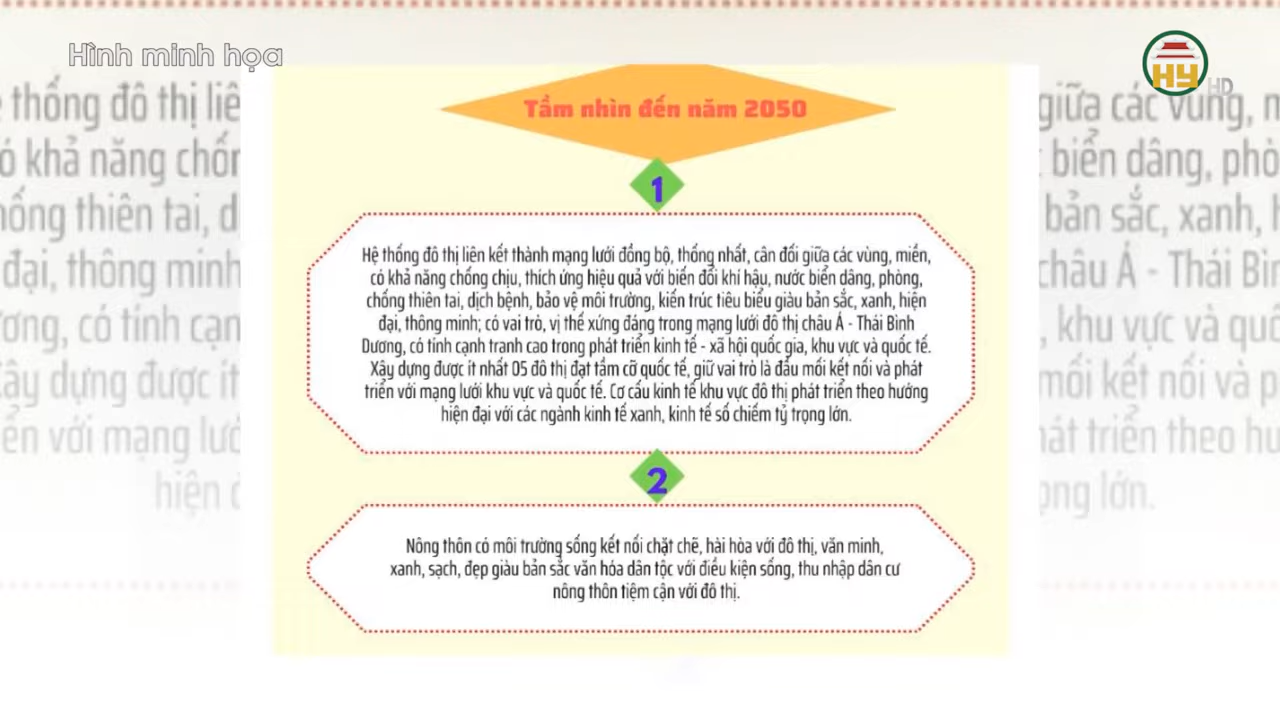 Hình minh họa
HY HD
Tầm nhìn đến năm 2050
1
Hệ thống đô thị liên kết thành mạng lưới đồng bộ, thống nhất, cân đối giữa các vùng, miền,
có khả năng chống chịu, thích ứng hiệu quả với biến đổi khí hậu, nước biển dâng, phòng,
chống thiên tai, dịch bệnh, bảo vệ môi trường, kiến trúc tiêu biểu giàu bản sắc, xanh, hiện
đại, thông minh; có vai trò, vị thế xứng đáng trong mạng lưới đô thị châu Á - Thái Bình
Dương, có tính cạnh tranh cao trong phát triển kinh tế - xã hội quốc gia, khu vực và quốc tế.
Xây dựng được ít nhất 05 đô thị đạt tầm cỡ quốc tế, giữ vai trò là đầu mối kết nối và phát
triển với mạng lưới khu vực và quốc tế. Cơ cấu kinh tế khu vực đô thị phát triển theo hướng
hiện đại với các ngành kinh tế xanh, kinh tế số chiếm tỷ trọng lớn.
2
Nông thôn có môi trường sống kết nối chặt chẽ, hài hòa với đô thị, văn minh,
xanh, sạch, đẹp giàu bản sắc văn hóa dân tộc với điều kiện sống, thu nhập dân cư
nông thôn tiệm cận với đô thị.